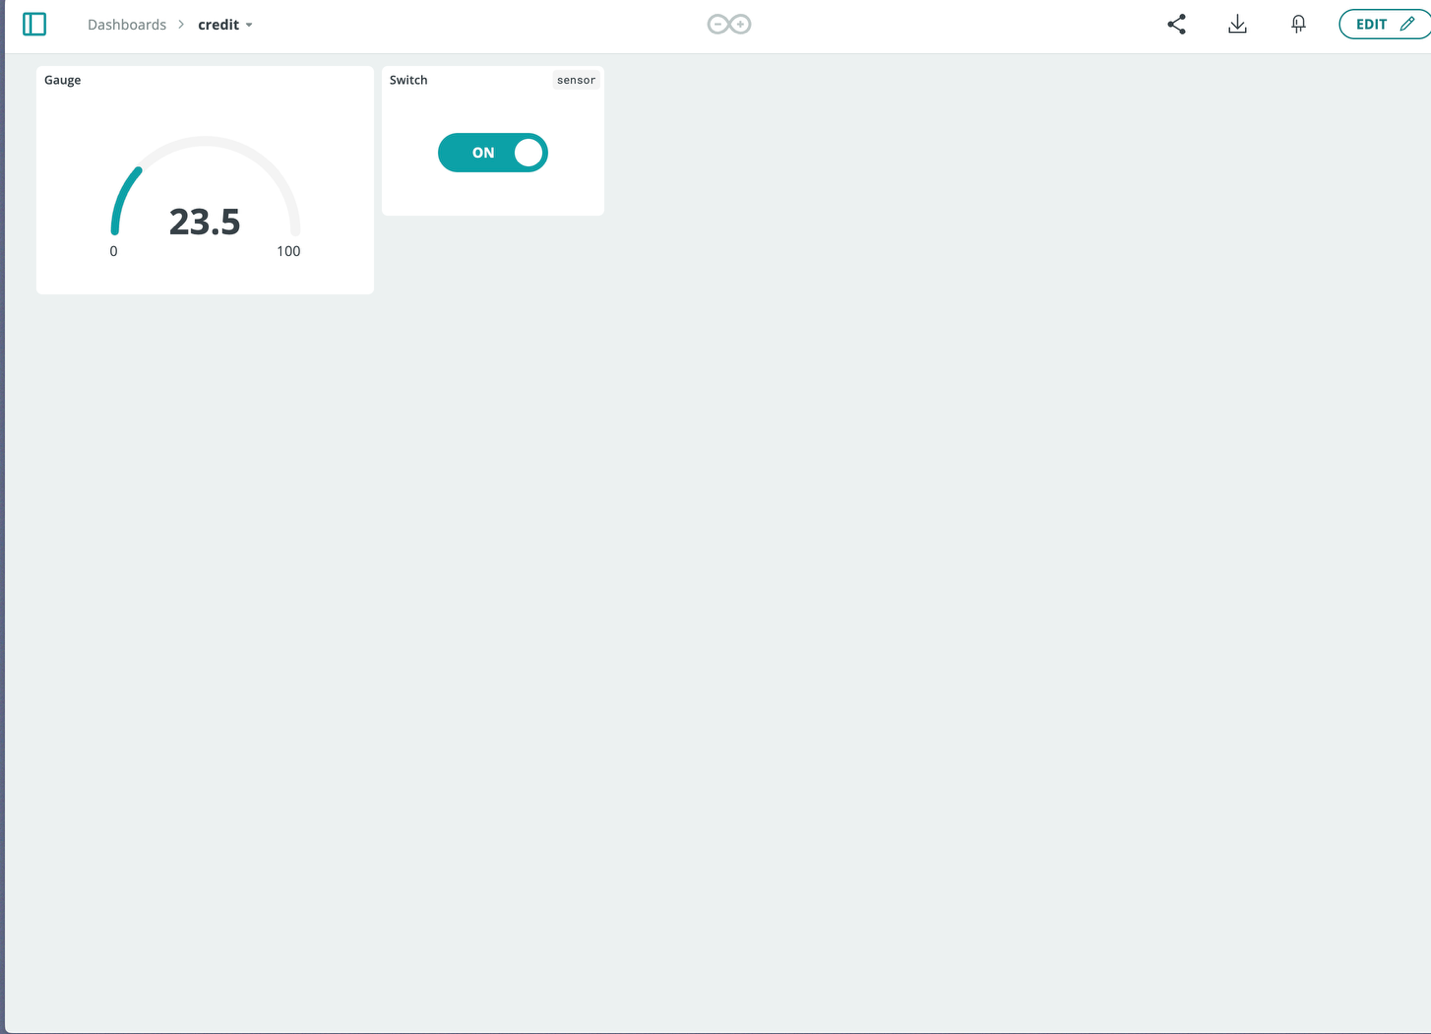 Dashboards > credit
EDIT
Gauge
23.5
0
100
Switch
sensor
ON